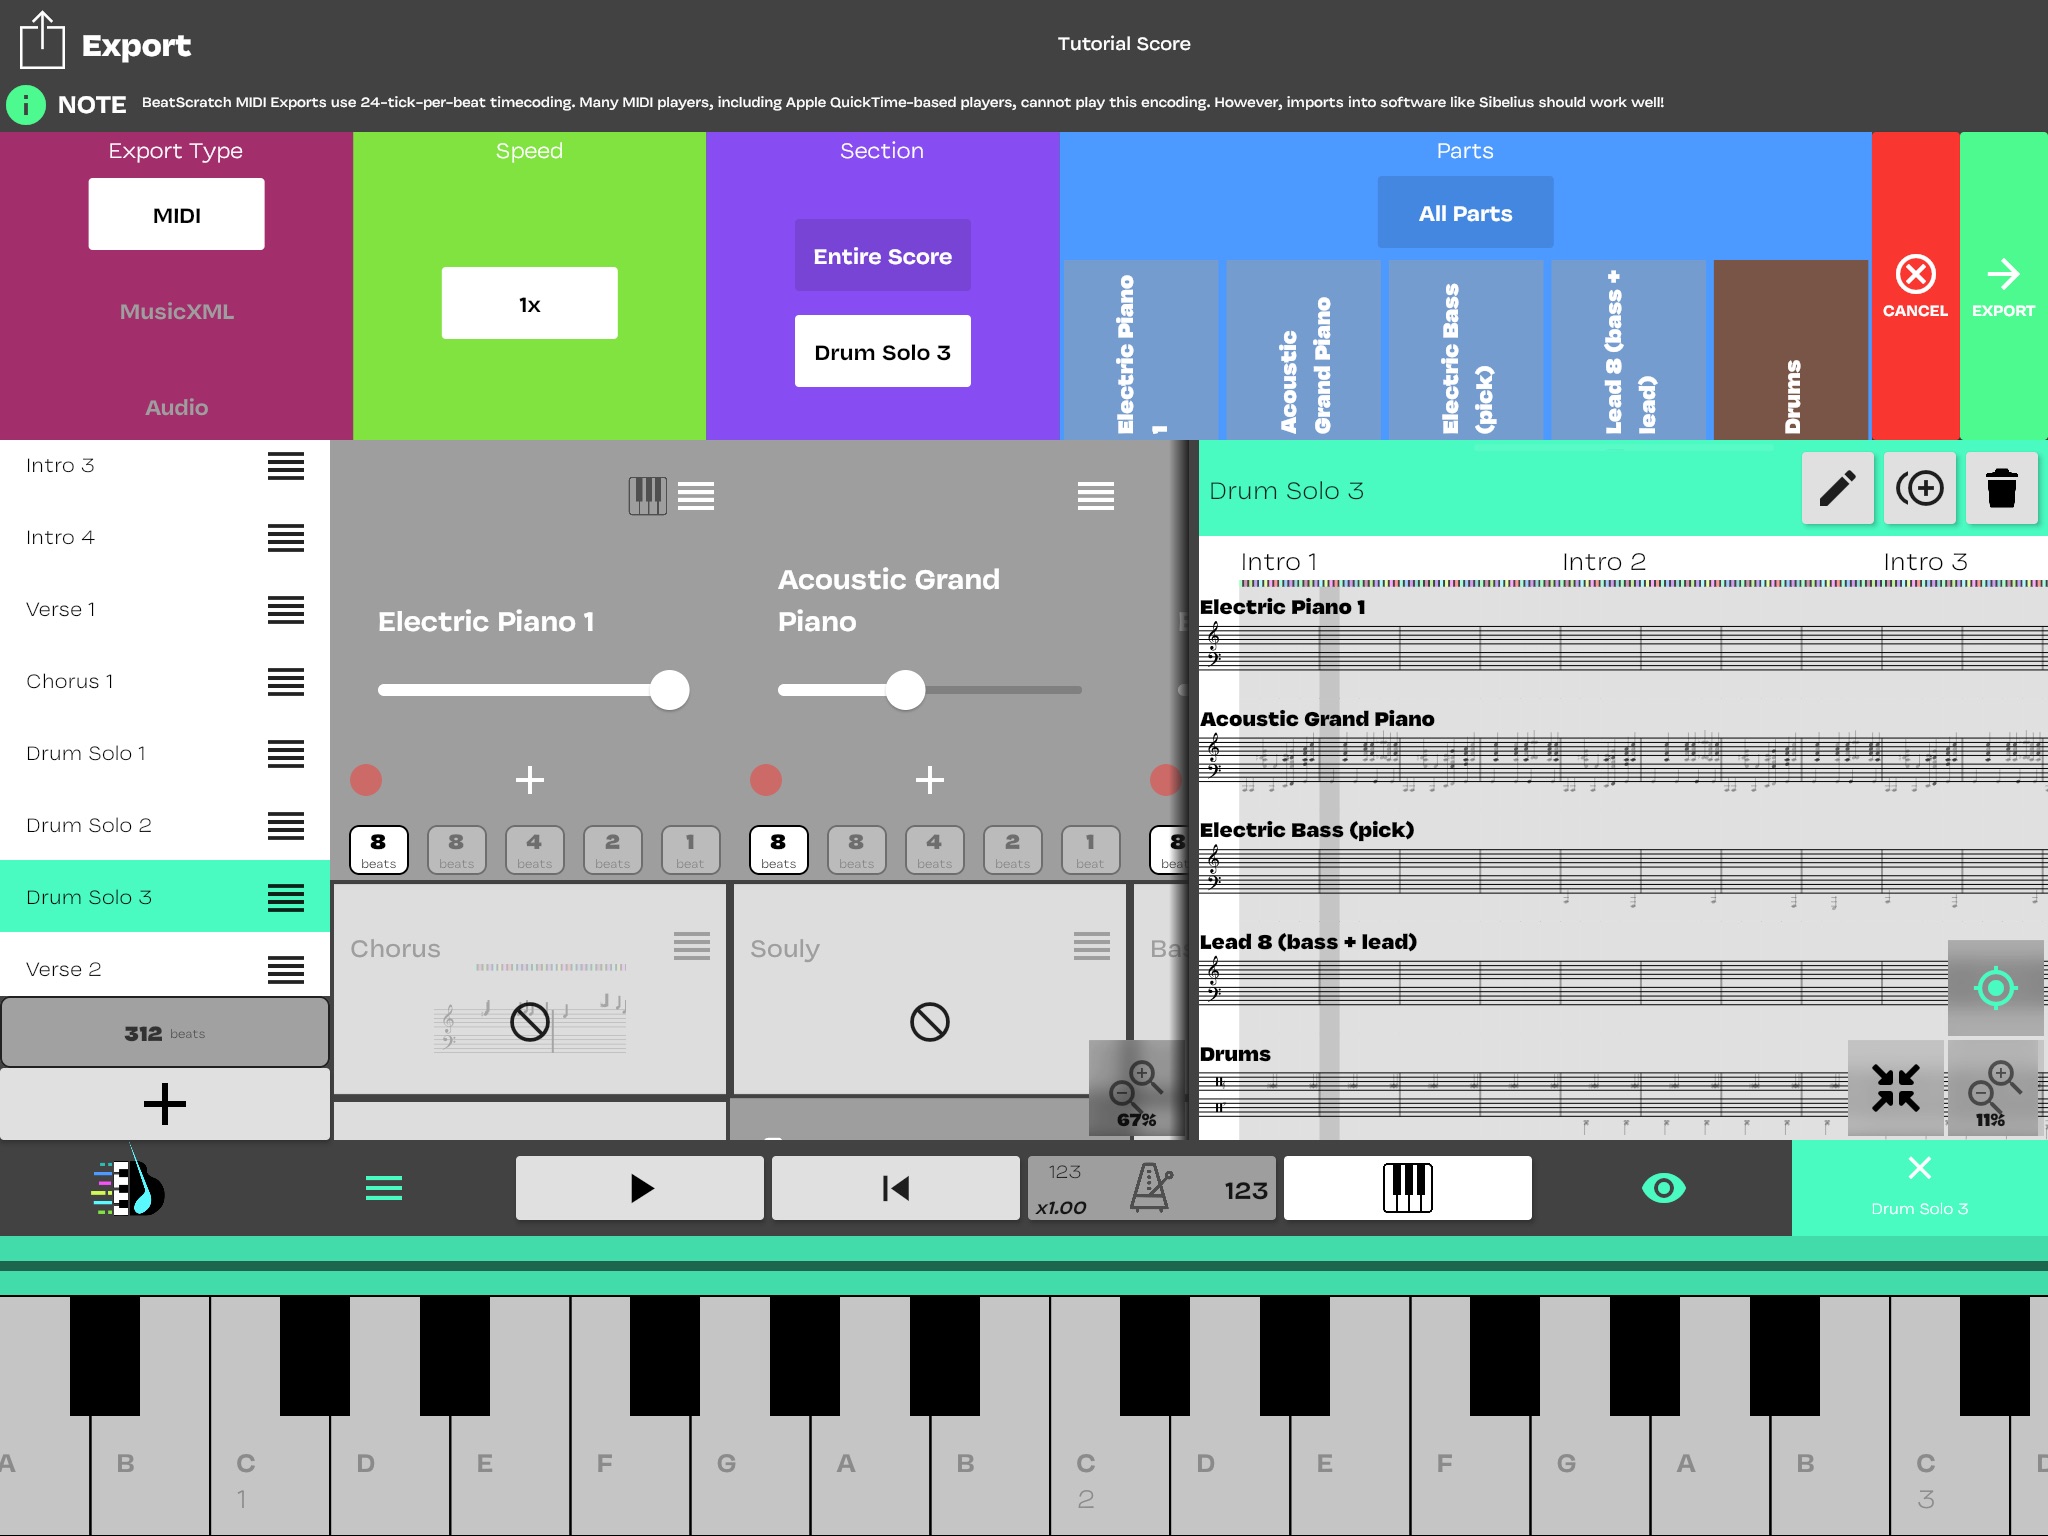 Export
Tutorial Score
NOTE BeatScratch MIDI Exports use 24-tick-per-beat timecoding. Many MIDI players, including Apple QuickTime-based players, cannot play this encoding. However, imports into software like Sibelius should work well!
Export Type
MIDI
MusicXML
Audio
Speed
1x
Section
Entire Score
Drum Solo 3
Parts
All Parts
Electric Piano
1
Acoustic
Grand Piano
Electric Bass
(pick)
Lead 8 (bass +
lead)
Drums
CANCEL
EXPORT
Intro 3
Intro 4
Verse 1
Chorus 1
Drum Solo 1
Drum Solo 2
Drum Solo 3
Verse 2
312 beats
Electric Piano 1
8 beats
8 beats
4 beats
2 beats
1 beat
Chorus
Acoustic Grand
Piano
8 beats
8 beats
4 beats
2 beats
1 beat
Souly
8
67%
Drum Solo 3
Intro 1
Intro 2
Intro 3
Electric Piano 1
Acoustic Grand Piano
Electric Bass (pick)
Lead 8 (bass + lead)
Drums
11%
123
x1.00
123
Drum Solo 3
A B C D E F G A B C D E F G A B C D
1 2 3